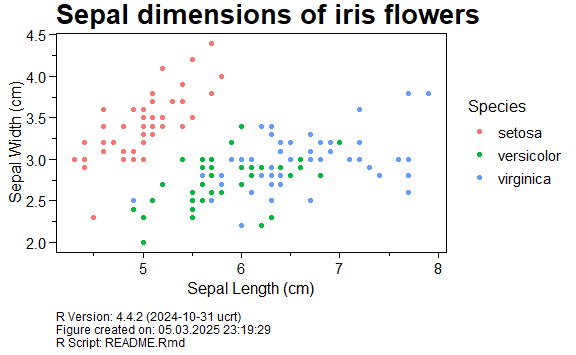 Sepal dimensions of iris flowers
4.5
4.0
3.5
3.0
2.5
2.0
Sepal Width (cm)
5
6
7
8
Sepal Length (cm)
Species
setosa
versicolor
virginica
R Version: 4.4.2 (2024-10-31 ucrt)
Figure created on: 05.03.2025 23:19:29
R Script: README.Rmd